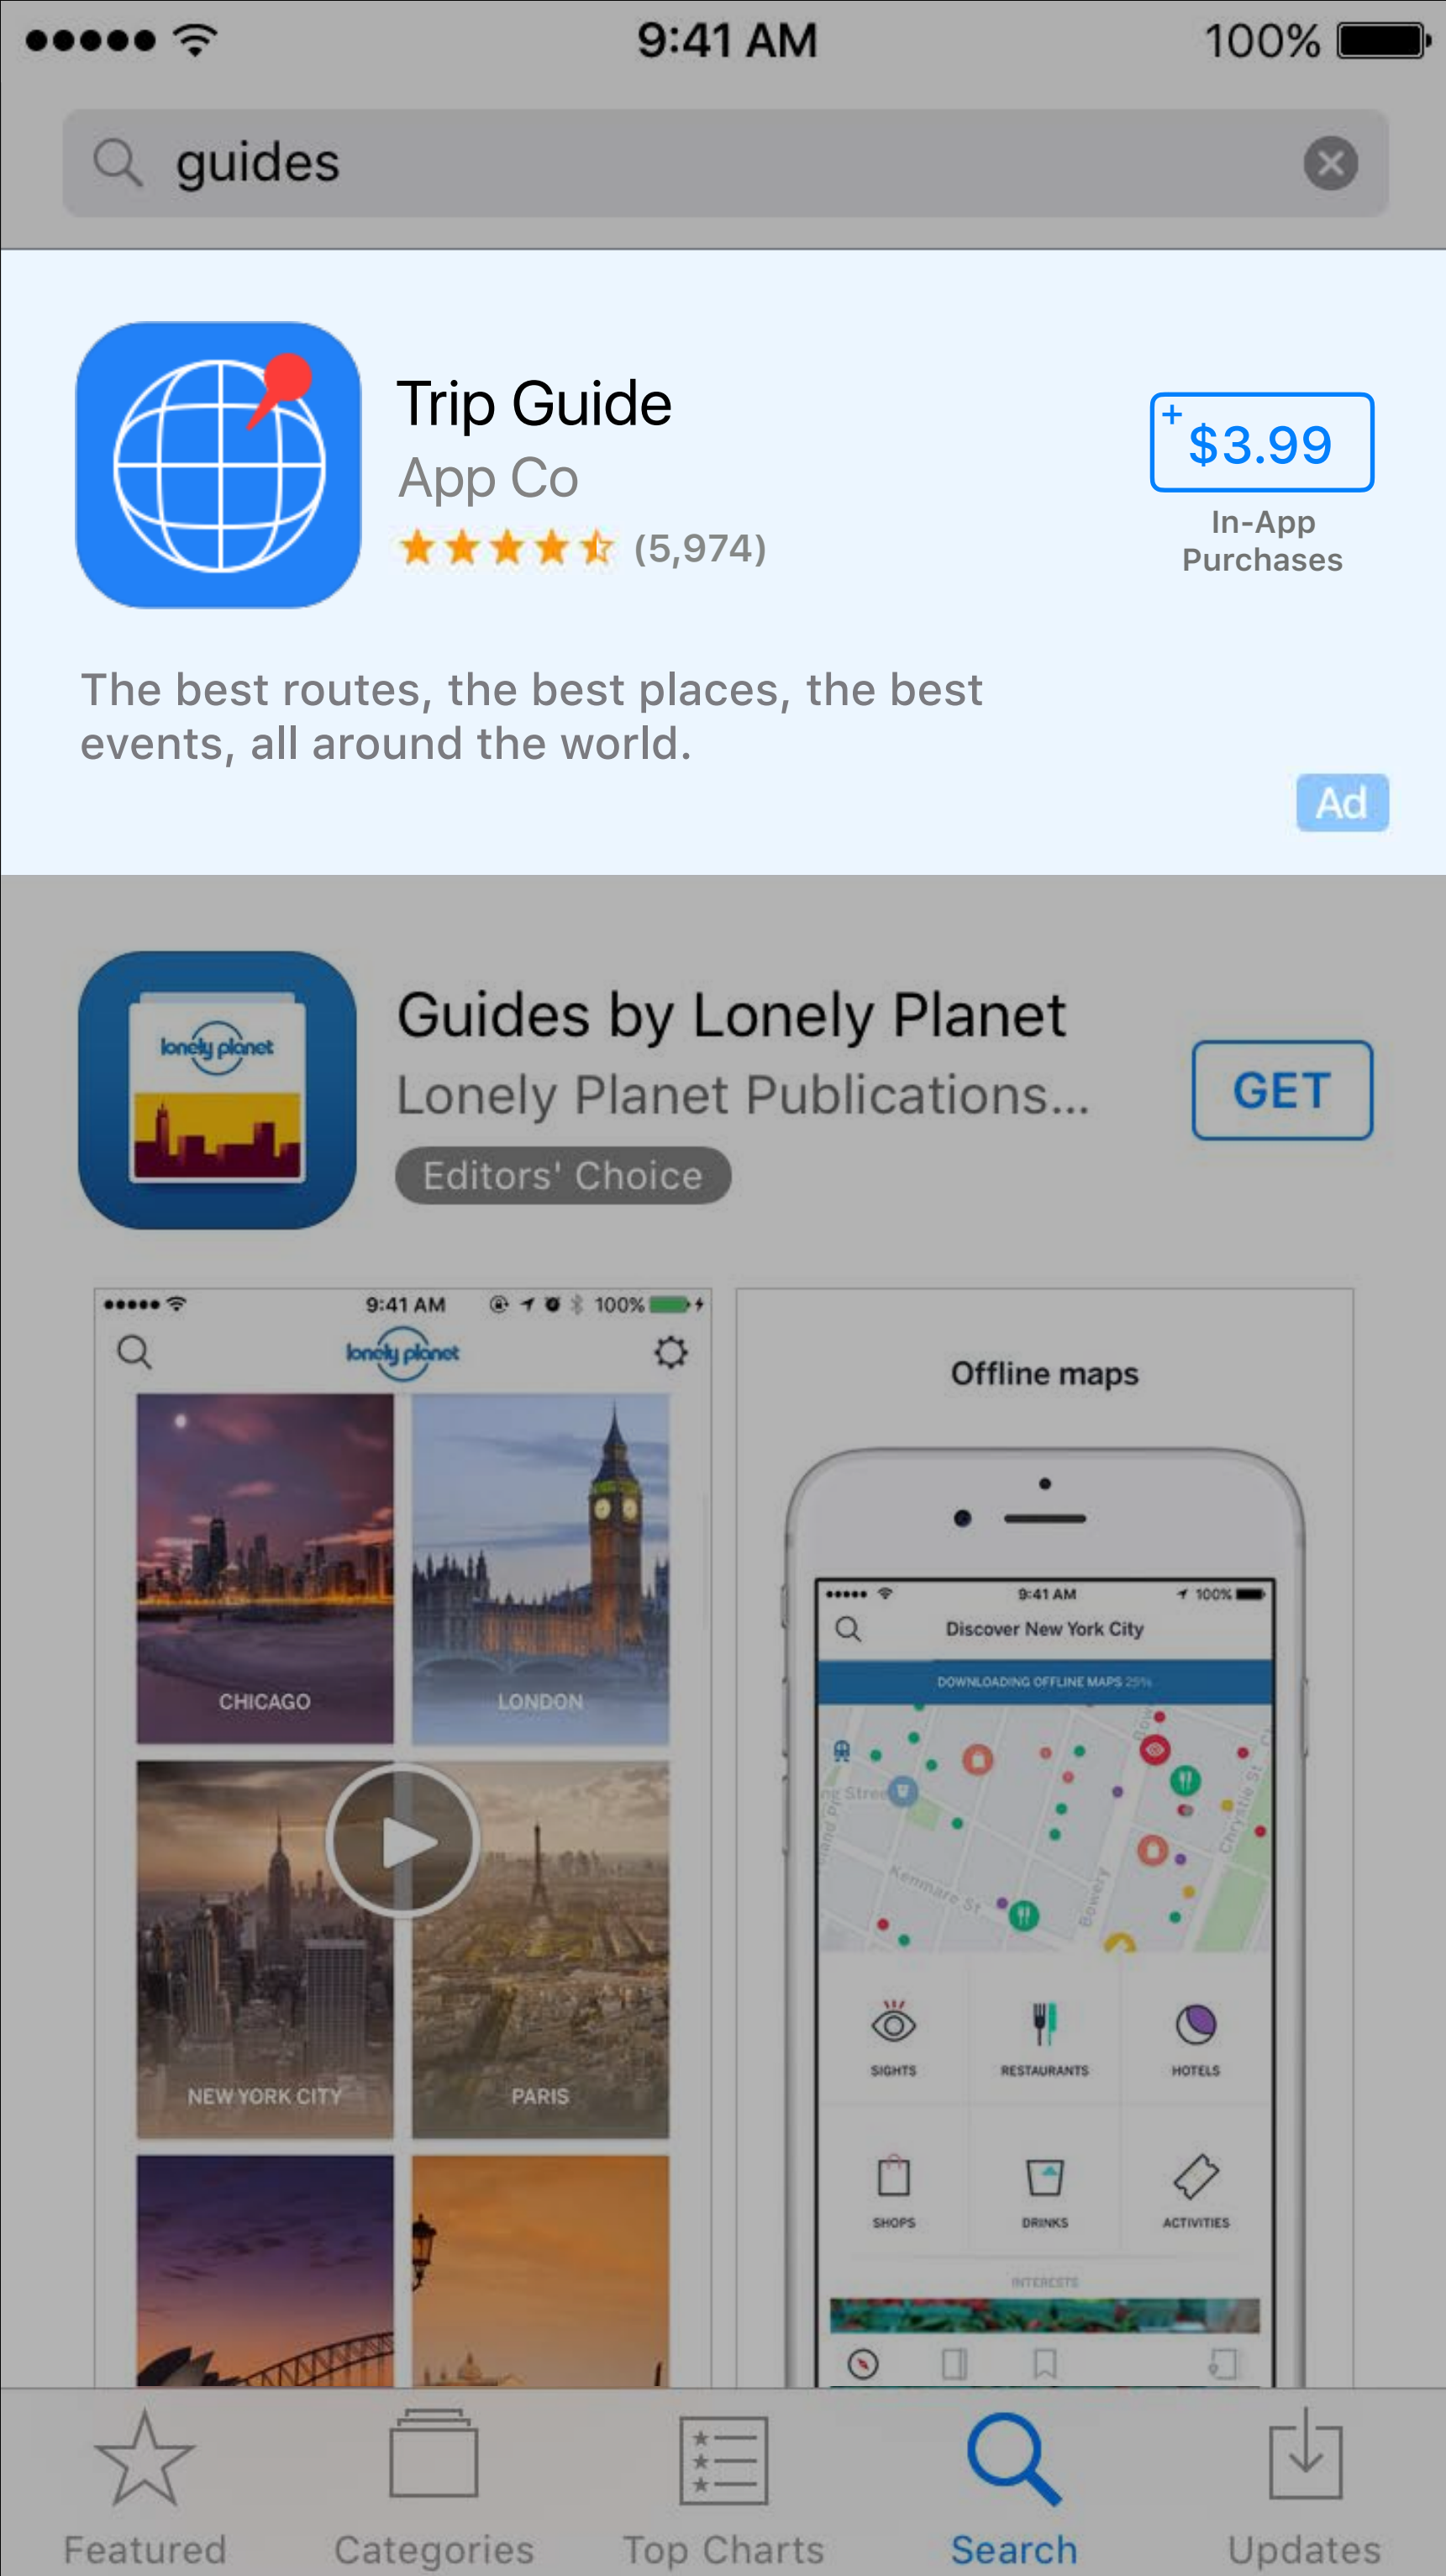 9:41 AM
100%
guides
Trip Guide
App Co
(5,974)
+
$3.99
In-App
Purchases
The best routes, the best places, the best
events, all around the world.
Ad
lonely planet
Guides by Lonely Planet
Lonely Planet Publications...
Editors' Choice
GET
9:41 AM
100%
lonely planet
CHICAGO
LONDON
NEW YORK CITY
PARIS
Offline maps
9:41 AM
100%
Discover New York City
DOWNLOADING OFFLINE MAPS 25%
Kenmare St
Bowery
Chrystie St
SIGHTS
RESTAURANTS
HOTELS
SHOPS
DRINKS
ACTIVITIES
INTERESTS
Featured
Categories
Top Charts
Search
Updates